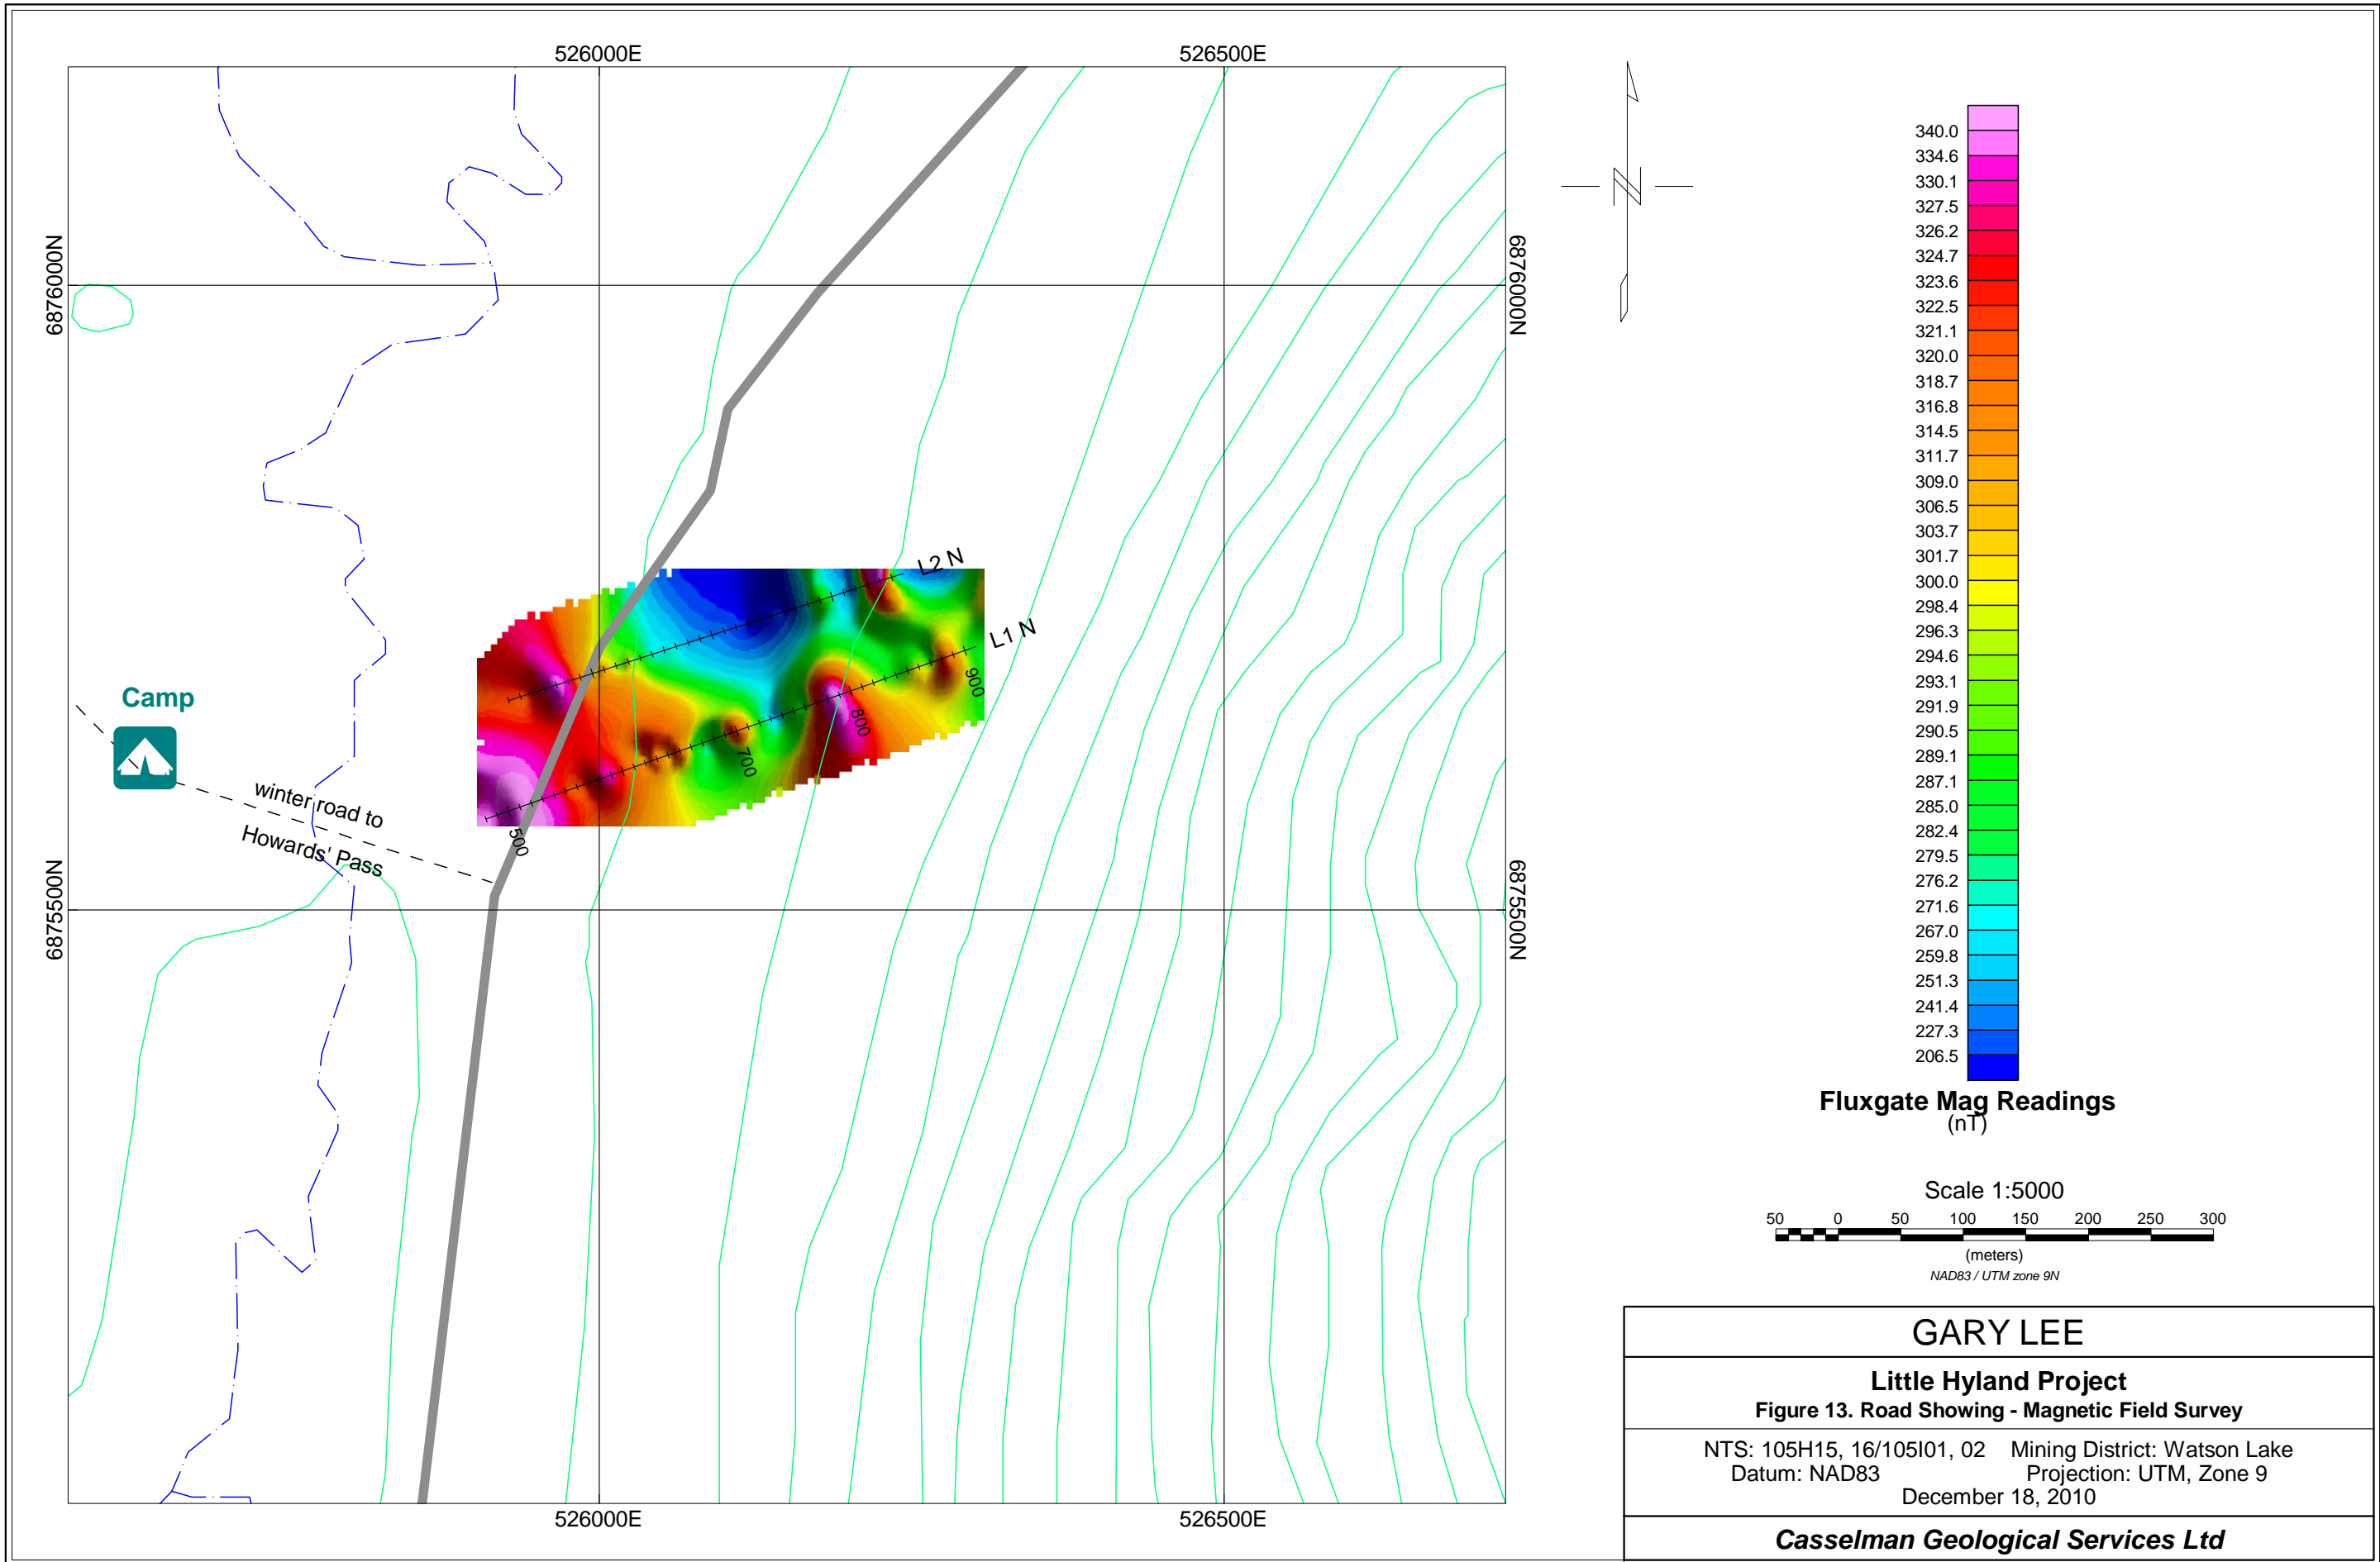 526000E
526500E
6876000N
6876000N
6875500N
6875500N
526000E
526500E
L2 N
L1 N
500
700
800
900
Camp
winter road to
Howards' Pass
N
340.0
334.6
330.1
327.5
326.2
324.7
323.6
322.5
321.1
320.0
318.7
316.8
314.5
311.7
309.0
306.5
303.7
301.7
300.0
298.4
296.3
294.6
293.1
291.9
290.5
289.1
287.1
285.0
282.4
279.5
276.2
271.6
267.0
259.8
251.3
241.4
227.3
206.5
Fluxgate Mag Readings
(nT)
Scale 1:5000
50 0 50 100 150 200 250 300
(meters)
NAD83 / UTM zone 9N
GARY LEE
Little Hyland Project
Figure 13. Road Showing - Magnetic Field Survey
NTS: 105H15, 16/105I01, 02 Mining District: Watson Lake
Datum: NAD83 Projection: UTM, Zone 9
December 18, 2010
Casselman Geological Services Ltd